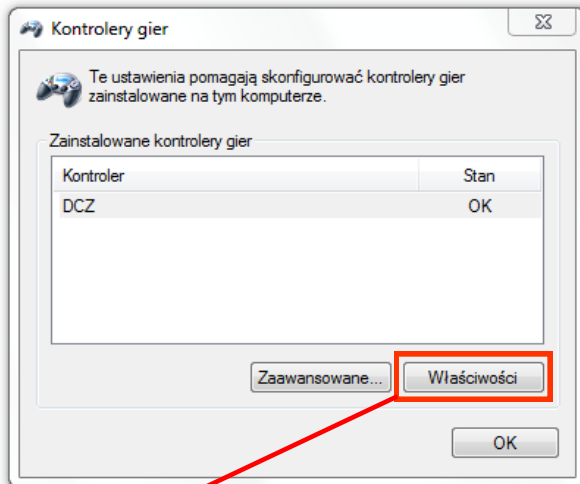 Kontrolery gier
Te ustawienia pomagają skonfigurować kontrolery gier
zainstalowane na tym komputerze.
Zainstalowane kontrolery gier
Kontroler Stan
DCZ OK
Zaawansowane... Właściwości
OK